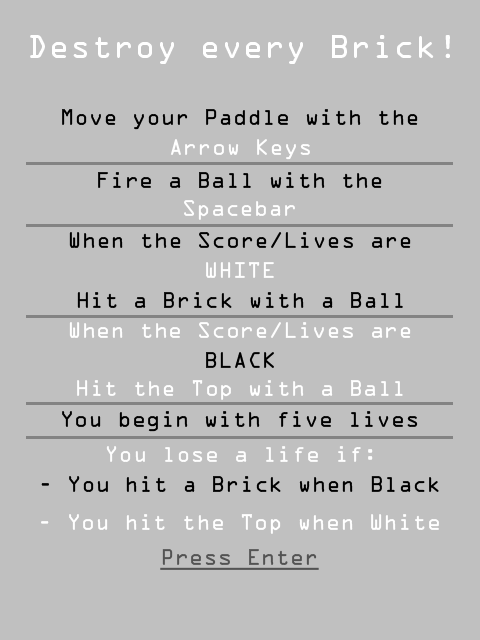 Destroy every Brick!
Move your Paddle with the
Arrow Keys
Fire a Ball with the
Spacebar
When the Score/Lives are
WHITE
Hit a Brick with a Ball
When the Score/Lives are
BLACK
Hit the Top with a Ball
You begin with five lives
You lose a life if:
- You hit a Brick when Black
- You hit the Top when White
Press Enter